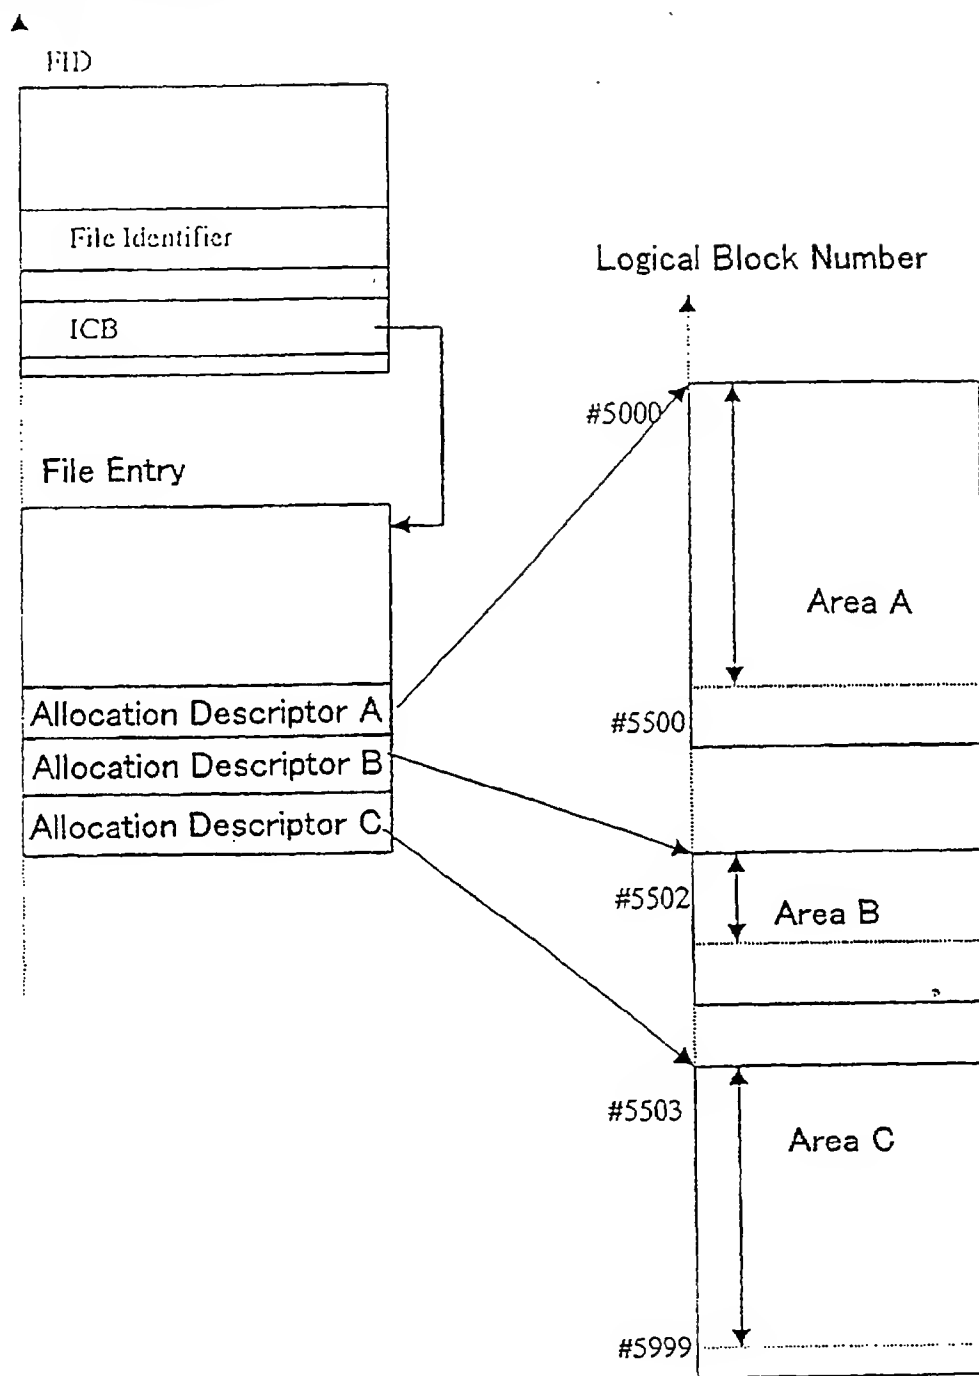 FID
File Identifier
ICB
File Entry
Allocation Descriptor A
Allocation Descriptor B
Allocation Descriptor C
Logical Block Number
#5000
Area A
#5500
#5502
Area B
#5503
Area C
#5999